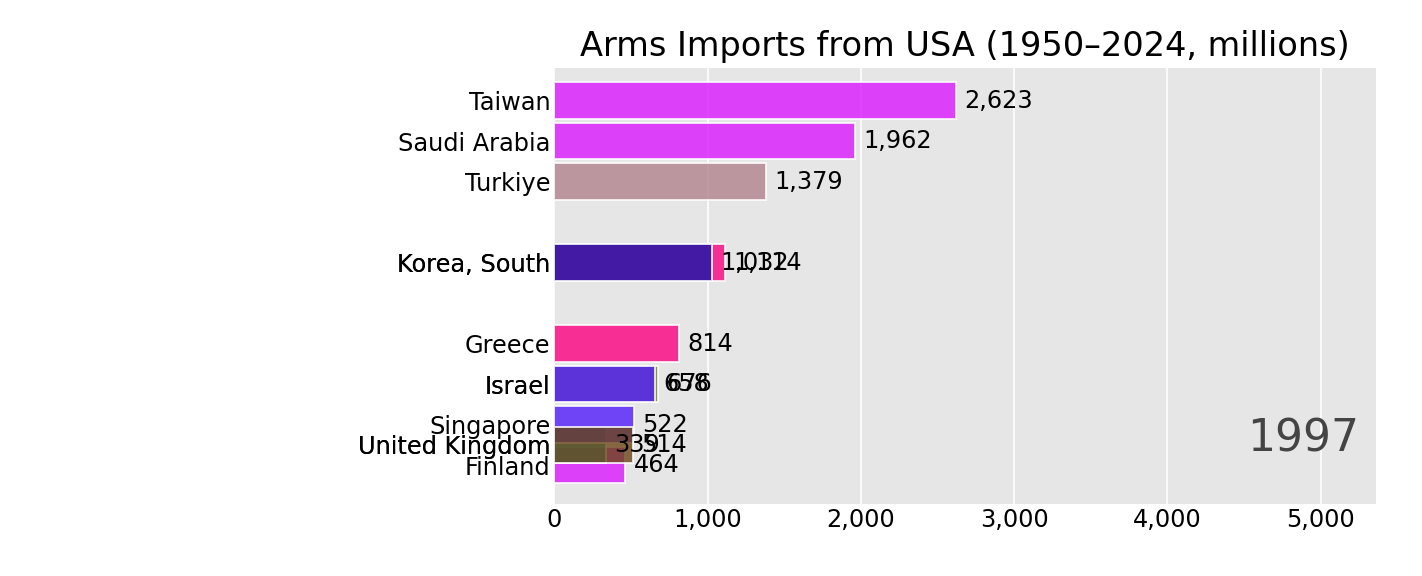 Arms Imports from USA (1950–2024, millions)
Taiwan 2,623
Saudi Arabia 1,962
Turkiye 1,379
Korea, South
Greece 814
Israel
Singapore 522
United Kingdom 339 514
Finland 464
1997
0 1,000 2,000 3,000 4,000 5,000